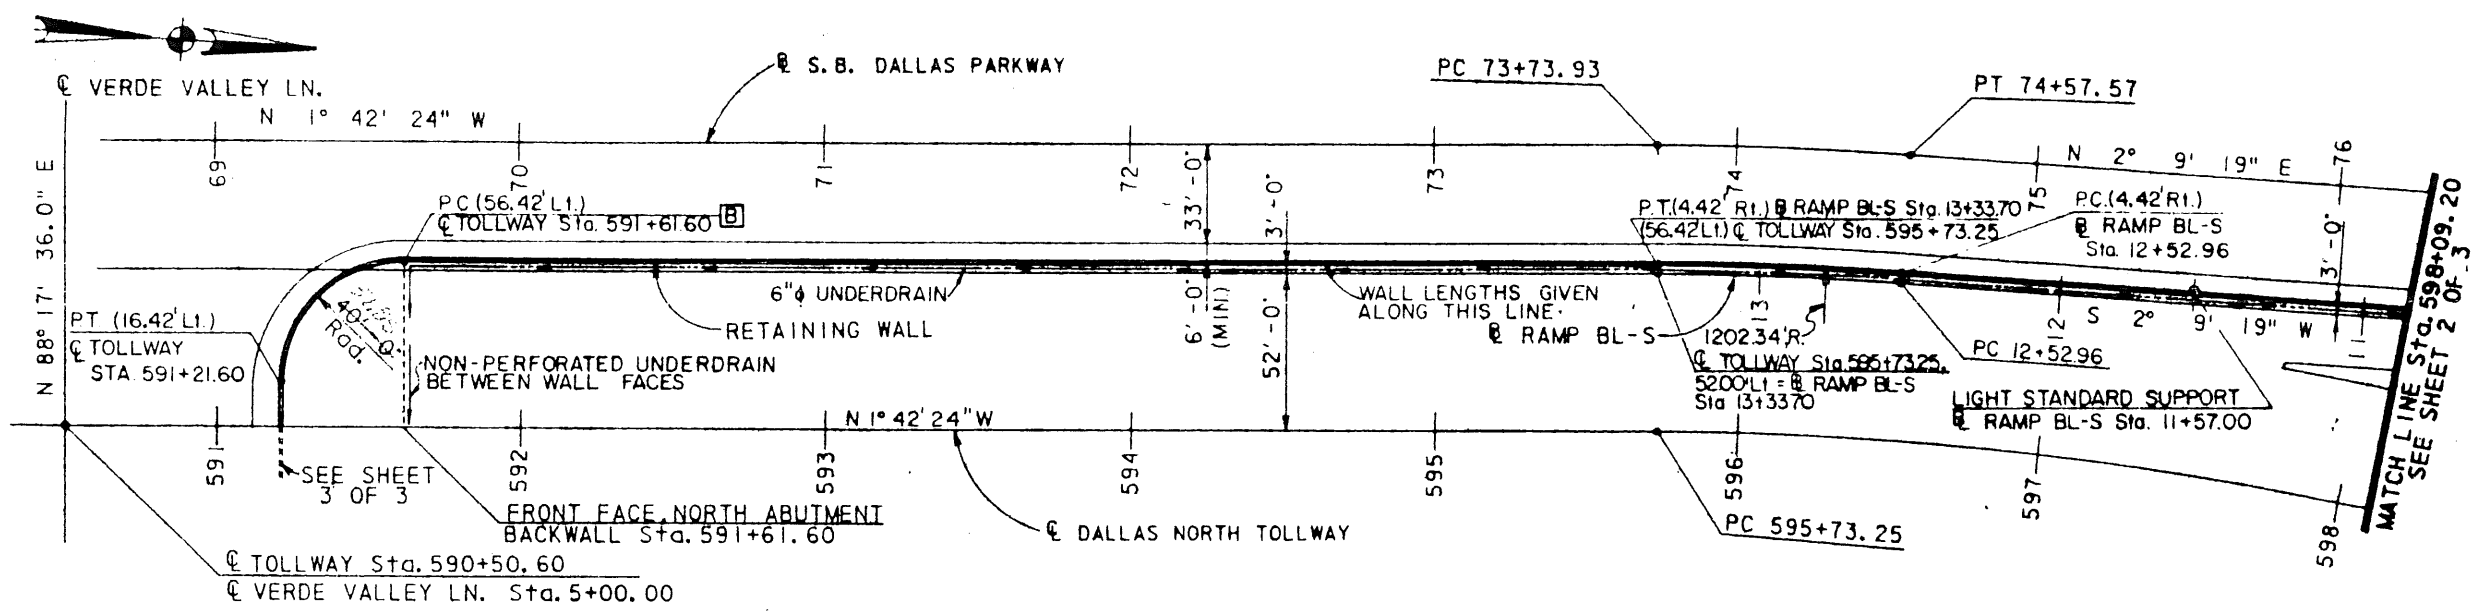 ℄ VERDE VALLEY LN.
N 1° 42' 24" W
N 88° 17' 36.0" E
℄ S.B. DALLAS PARKWAY
PC 73+73.93
PT 74+57.57
N 2° 9' 19" E
69
70
71
72
73
74
75
76
P.C.(56.42' Lt.)
℄ TOLLWAY Sta. 591+61.60 B
33'-0"
3'-0"
P.T.(4.42' Rt.) ℄ RAMP BL-S Sta. 13+33.70
(56.42'Lt.) ℄ TOLLWAY Sta. 595+73.25
P.C.(4.42'Rt.)
℄ RAMP BL-S
Sta. 12+52.96
3'-0"
PT (16.42' Lt.)
℄ TOLLWAY
STA. 591+21.60
40'-0"
Rad.
6"ϕ UNDERDRAIN
RETAINING WALL
NON-PERFORATED UNDERDRAIN
BETWEEN WALL FACES
6'-0"
(MIN.)
52'-0"
WALL LENGTHS GIVEN
ALONG THIS LINE.
℄ RAMP BL-S
13
12
11
1202.34'R.
S 2° 9' 19" W
℄ TOLLWAY Sta.595+73.25,
52.00'Lt. = ℄ RAMP BL-S
Sta 13+33.70
PC 12+52.96
LIGHT STANDARD SUPPORT
℄ RAMP BL-S Sta. 11+57.00
MATCH LINE Sta. 598+09.20
SEE SHEET 2 OF 3
N 1° 42' 24" W
591
592
593
594
595
596
597
598
SEE SHEET
3 OF 3
FRONT FACE, NORTH ABUTMENT
BACKWALL Sta. 591+61.60
℄ DALLAS NORTH TOLLWAY
PC 595+73.25
℄ TOLLWAY Sta. 590+50.60
℄ VERDE VALLEY LN. Sta. 5+00.00